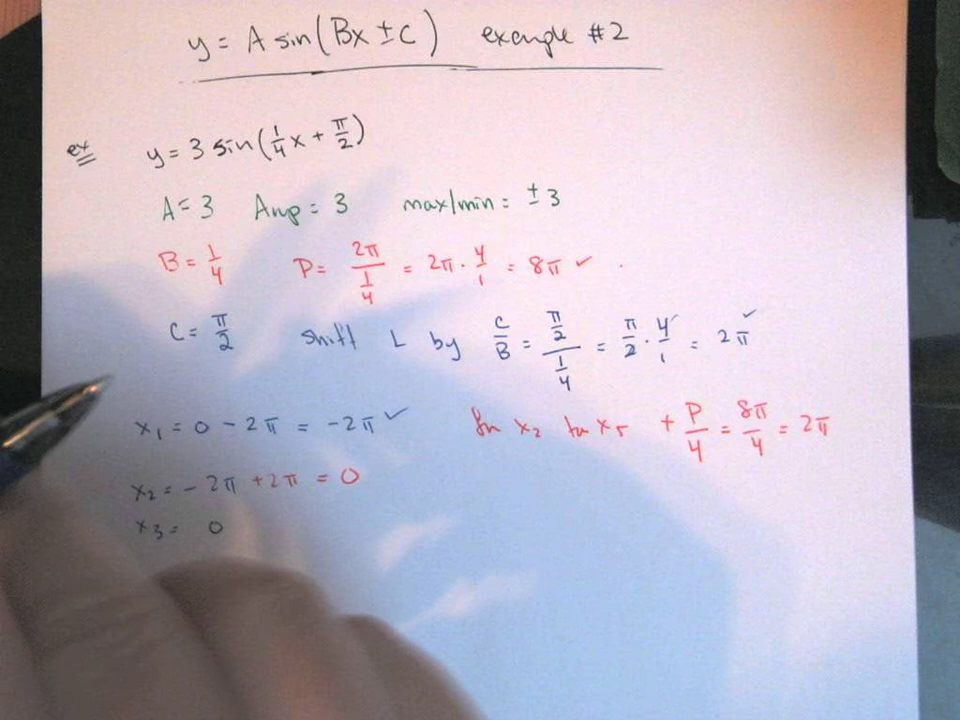 y = A sin(Bx ± C) example #2
ex y = 3 sin(1/4 x + π/2)
A = 3 Amp = 3 max/min = ± 3
B = 1/4 P = 2π/(1/4) = 2π · 4/1 = 8π ✓
C = π/2 shift L by C/B = (π/2)/(1/4) = π/2 · 4/1 = 2π ✓
x₁ = 0 - 2π = -2π ✓ for x₂ to x₅ + P/4 = 8π/4 = 2π
x₂ = - 2π + 2π = 0
x₃ = 0